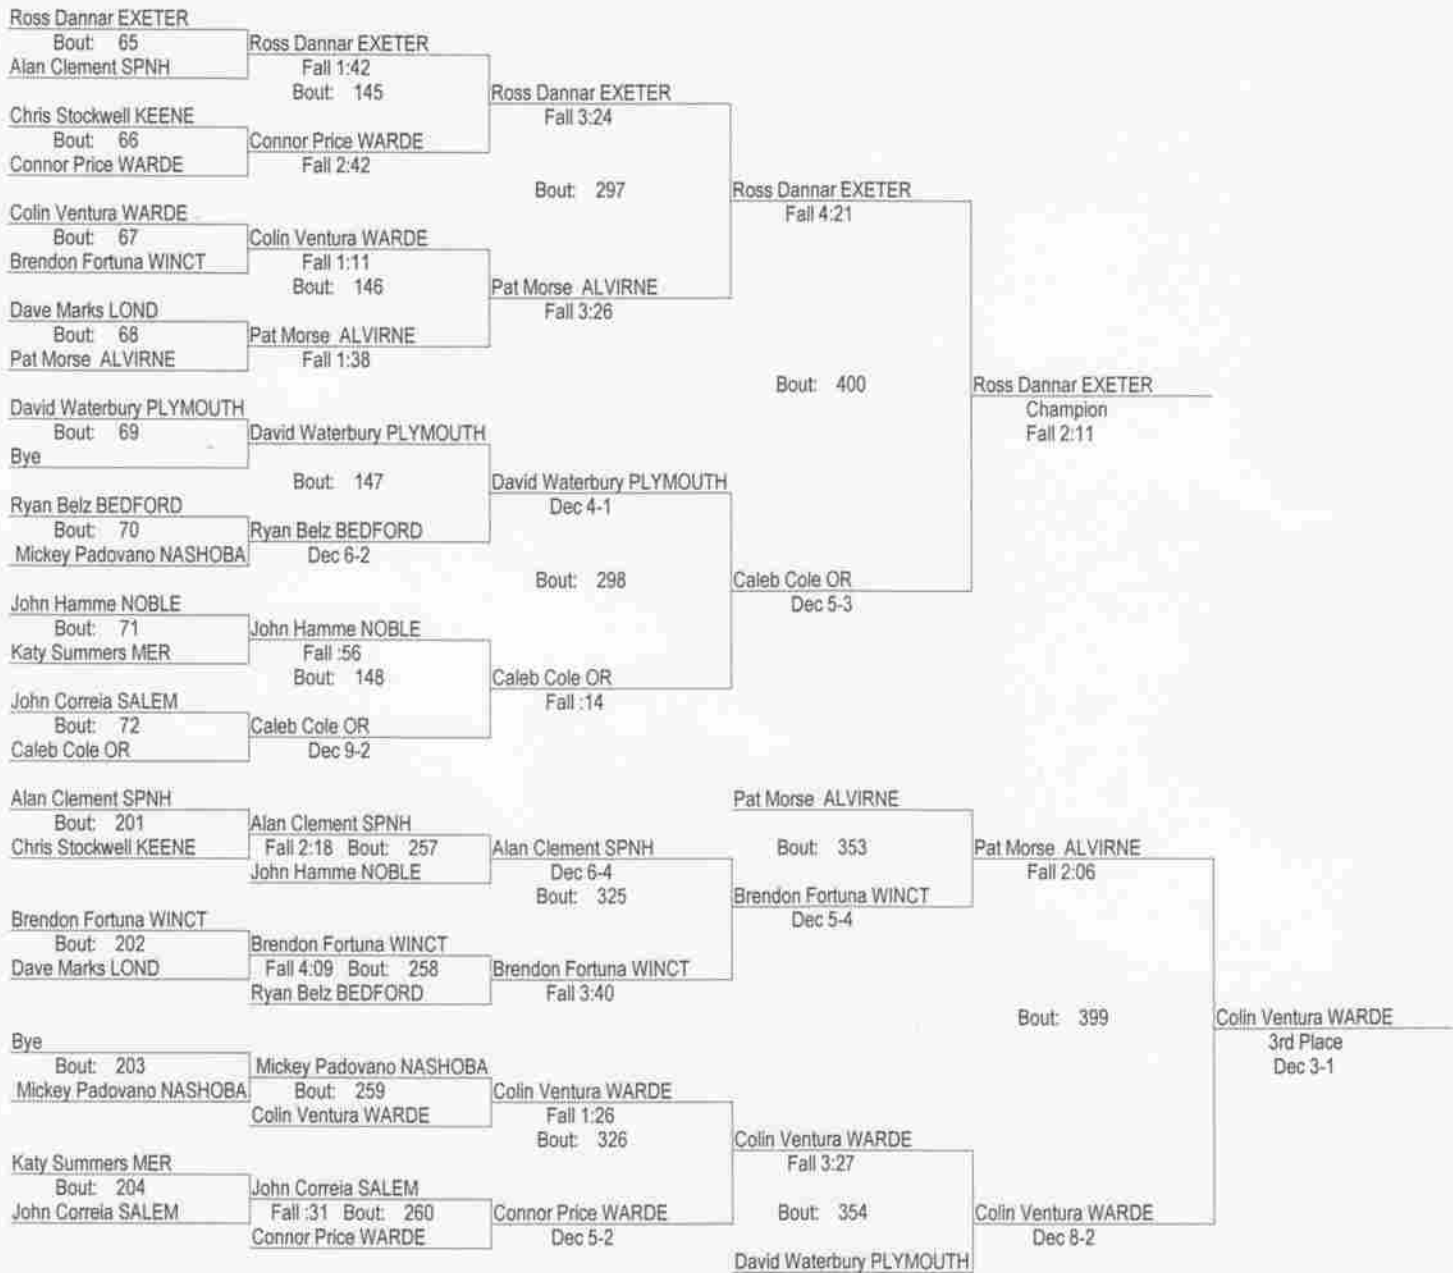 Ross Dannar EXETER
Bout: 65
Alan Clement SPNH
Ross Dannar EXETER
Fall 1:42
Bout: 145
Chris Stockwell KEENE
Bout: 66
Connor Price WARDE
Connor Price WARDE
Fall 2:42
Ross Dannar EXETER
Fall 3:24
Bout: 297
Colin Ventura WARDE
Bout: 67
Brendon Fortuna WINCT
Colin Ventura WARDE
Fall 1:11
Bout: 146
Dave Marks LOND
Bout: 68
Pat Morse ALVIRNE
Pat Morse ALVIRNE
Fall 1:38
Pat Morse ALVIRNE
Fall 3:26
Ross Dannar EXETER
Fall 4:21
Bout: 400
David Waterbury PLYMOUTH
Bout: 69
Bye
David Waterbury PLYMOUTH
Bout: 147
Ryan Belz BEDFORD
Bout: 70
Mickey Padovano NASHOBA
Ryan Belz BEDFORD
Dec 6-2
David Waterbury PLYMOUTH
Dec 4-1
Bout: 298
John Hamme NOBLE
Bout: 71
Katy Summers MER
John Hamme NOBLE
Fall :56
Bout: 148
John Correia SALEM
Bout: 72
Caleb Cole OR
Caleb Cole OR
Dec 9-2
Caleb Cole OR
Fall :14
Caleb Cole OR
Dec 5-3
Ross Dannar EXETER
Champion
Fall 2:11
Alan Clement SPNH
Bout: 201
Chris Stockwell KEENE
Alan Clement SPNH
Fall 2:18 Bout: 257
John Hamme NOBLE
Alan Clement SPNH
Dec 6-4
Bout: 325
Brendon Fortuna WINCT
Bout: 202
Dave Marks LOND
Brendon Fortuna WINCT
Fall 4:09 Bout: 258
Ryan Belz BEDFORD
Brendon Fortuna WINCT
Fall 3:40
Pat Morse ALVIRNE
Bout: 353
Brendon Fortuna WINCT
Dec 5-4
Pat Morse ALVIRNE
Fall 2:06
Bout: 399
Bye
Bout: 203
Mickey Padovano NASHOBA
Mickey Padovano NASHOBA
Bout: 259
Colin Ventura WARDE
Colin Ventura WARDE
Fall 1:26
Bout: 326
Katy Summers MER
Bout: 204
John Correia SALEM
John Correia SALEM
Fall :31 Bout: 260
Connor Price WARDE
Connor Price WARDE
Dec 5-2
Colin Ventura WARDE
Fall 3:27
Bout: 354
David Waterbury PLYMOUTH
Colin Ventura WARDE
Dec 8-2
Colin Ventura WARDE
3rd Place
Dec 3-1